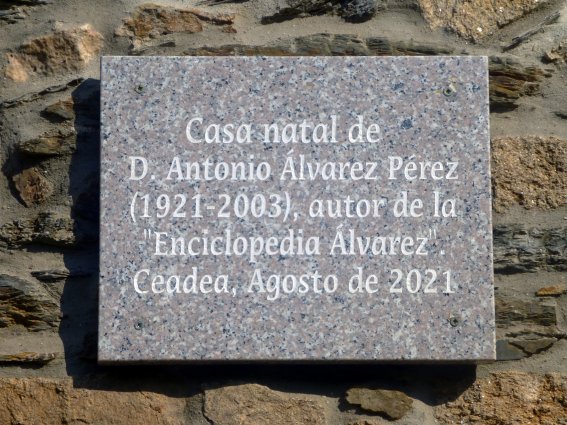 Casa natal de
D. Antonio Álvarez Pérez
(1921-2003), autor de la
"Enciclopedia Álvarez".
Ceadea, Agosto de 2021